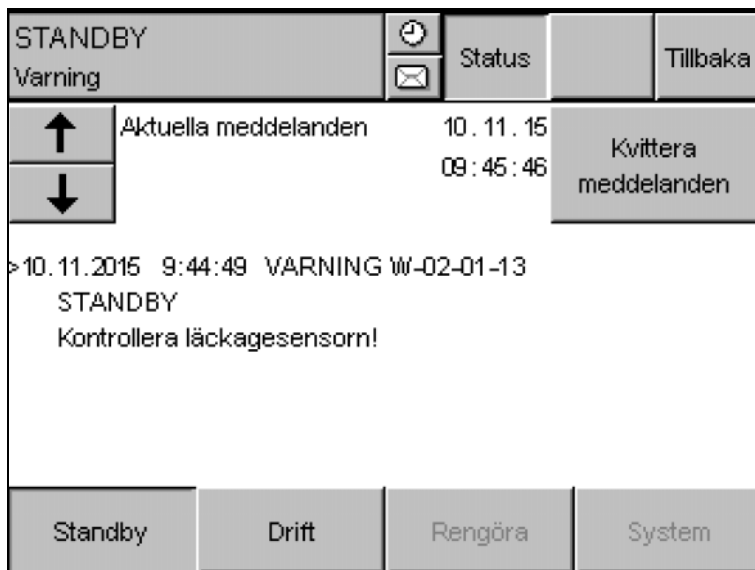 STANDBY
Varning
Status
Tillbaka
Aktuella meddelanden
10.11.15
09:45:46
Kvittera
meddelanden
>10.11.2015 9:44:49 VARNING W-02-01-13
STANDBY
Kontrollera läckagesensorn!
Standby
Drift
Rengöra
System